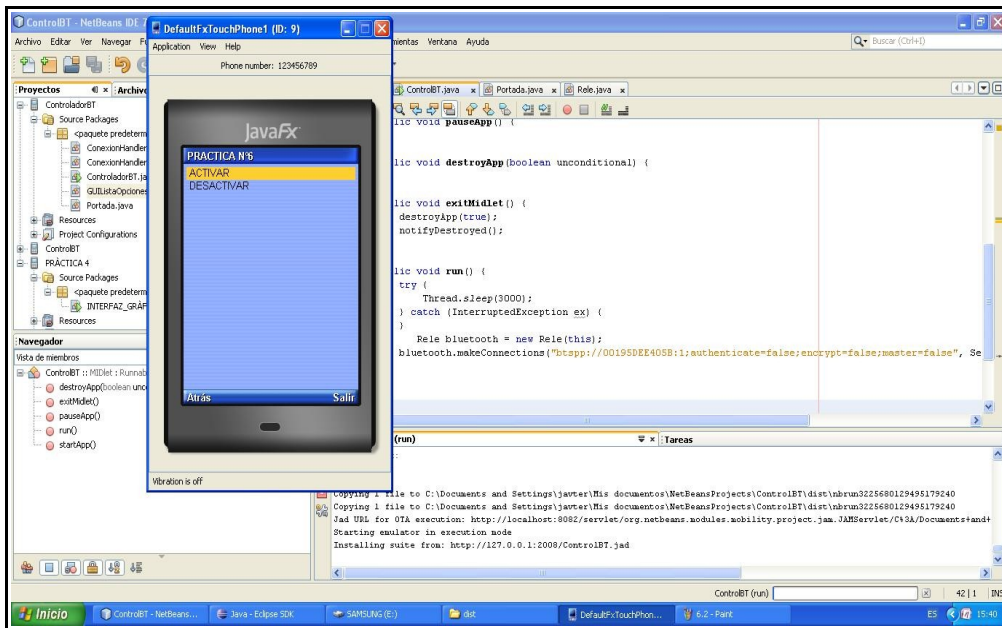 ControlBT - NetBeans IDE 7
DefaultFxTouchPhone1 (ID: 9)
Archivo Editar Ver Navegar
mientas Ventana Ayuda
Buscar (Ctrl+I)
Application View Help
Phone number: 123456789
Proyectos
Archivo
ControlBT.java
Portada.java
Rele.java
ControladorBT
Source Packages
<paquete predeterm
ConexionHandler
ConexionHandler
ControladorBT.ja
GUIListaOpciones
Portada.java
Resources
Project Configurations
ControlBT
PRÁCTICA 4
Source Packages
<paquete predeterm
INTERFAZ_GRÁF
Resources
JavaFx
PRACTICA Nº6
ACTIVAR
DESACTIVAR
Atrás
Salir
Vibration is off
lic void pauseApp() {
lic void destroyApp(boolean unconditional) {
lic void exitMidlet() {
destroyApp(true);
notifyDestroyed();
lic void run() {
try {
Thread.sleep(3000);
} catch (InterruptedException ex) {
}
Rele bluetooth = new Rele(this);
bluetooth.makeConnections("btspp://00195DEE405B:1;authenticate=false;encrypt=false;master=false", Se
Navegador
Vista de miembros
ControlBT :: MIDlet : Runnab
destroyApp(boolean unco
exitMidlet()
pauseApp()
run()
startApp()
(run)
Tareas
Copying 1 file to C:\Documents and Settings\javter\Mis documentos\NetBeansProjects\ControlBT\dist\nbrun3225680129495179240
Copying 1 file to C:\Documents and Settings\javter\Mis documentos\NetBeansProjects\ControlBT\dist\nbrun3225680129495179240
Jad URL for OTA execution: http://localhost:8082/servlet/org.netbeans.modules.mobility.project.jam.JAMServlet/C%3A/Documents+and+
Starting emulator in execution mode
Installing suite from: http://127.0.0.1:2008/ControlBT.jad
ControlBT (run)
42 | 1
INS
Inicio
ControlBT - NetBeans...
Java - Eclipse SDK
SAMSUNG (E:)
dist
DefaultFxTouchPhon...
6.2 - Paint
ES
15:40